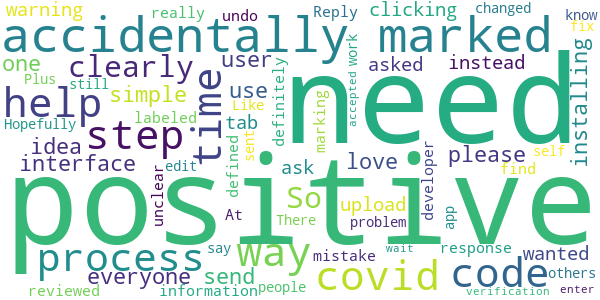 warning
really
undo
Reply
clicking
changed
know
accidentally
marked
fix
one
clearly
user
asked
instead
Plus
still
time
definitely
Work
need
installing
help
simple
use
Like
accepted
Hopefully
labeled
tab
marking
step
idea
interface
defined
sent
ask
love
developer
please
self
find
positive
unclear
edit
At
So
There
upload
problem
app
process
way
say
mistake
wait
response
wanted
everyone
send
covid
code
others
reviewed
information
people
verification
enter